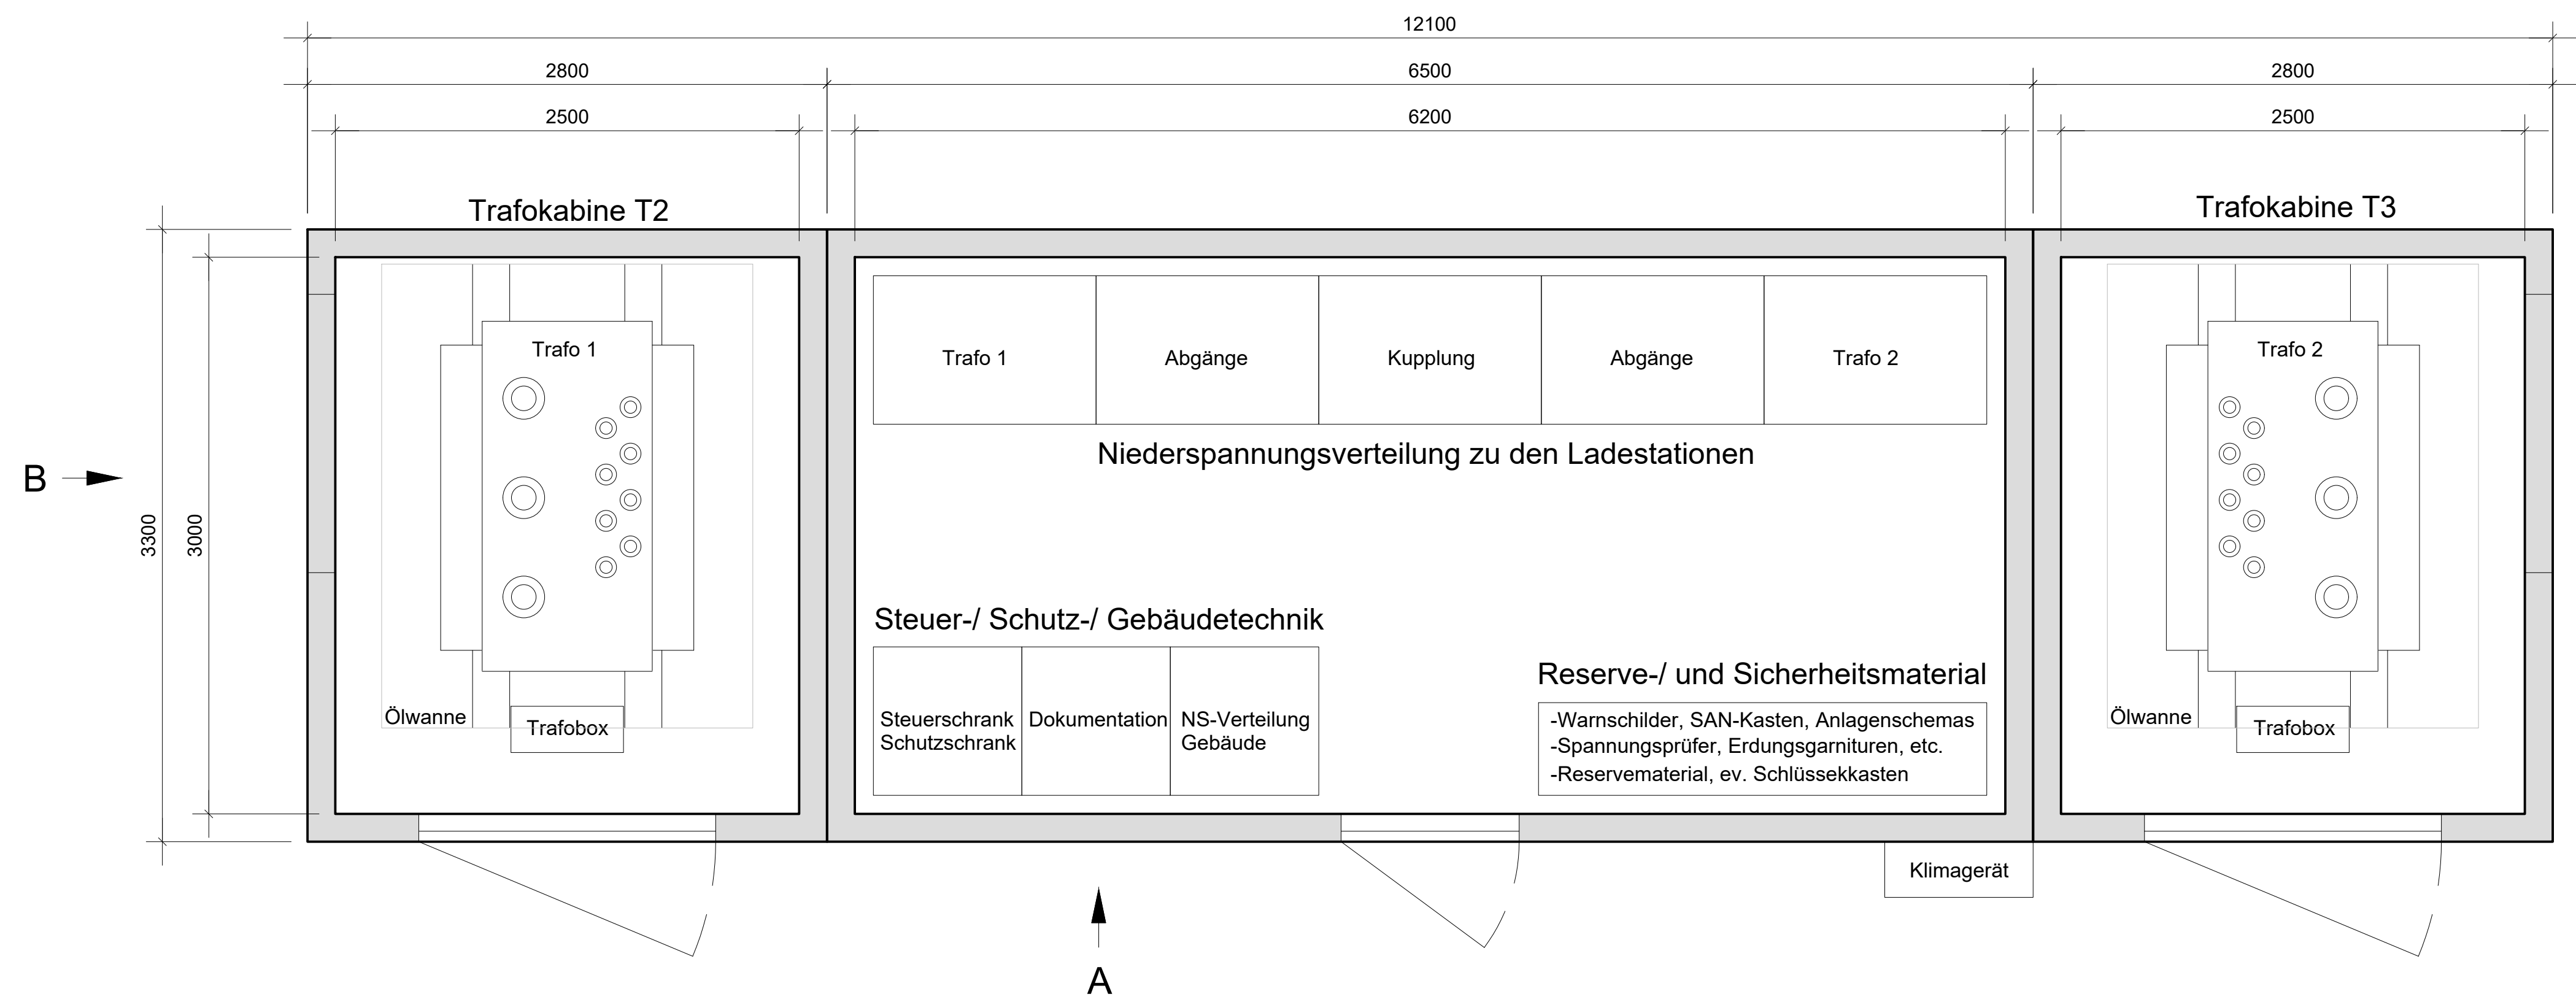 12100
2800
6500
2800
2500
6200
2500
Trafokabine T2
Trafokabine T3
Trafo 1
Trafo 1
Abgänge
Kupplung
Abgänge
Trafo 2
Trafo 2
Niederspannungsverteilung zu den Ladestationen
B
3300
3000
Steuer-/ Schutz-/ Gebäudetechnik
Reserve-/ und Sicherheitsmaterial
Ölwanne
Trafobox
Steuerschrank
Schutzschrank
Dokumentation
NS-Verteilung
Gebäude
-Warnschilder, SAN-Kasten, Anlagenschemas
-Spannungsprüfer, Erdungsgarnituren, etc.
-Reservematerial, ev. Schlüssekkasten
Ölwanne
Trafobox
Klimagerät
A